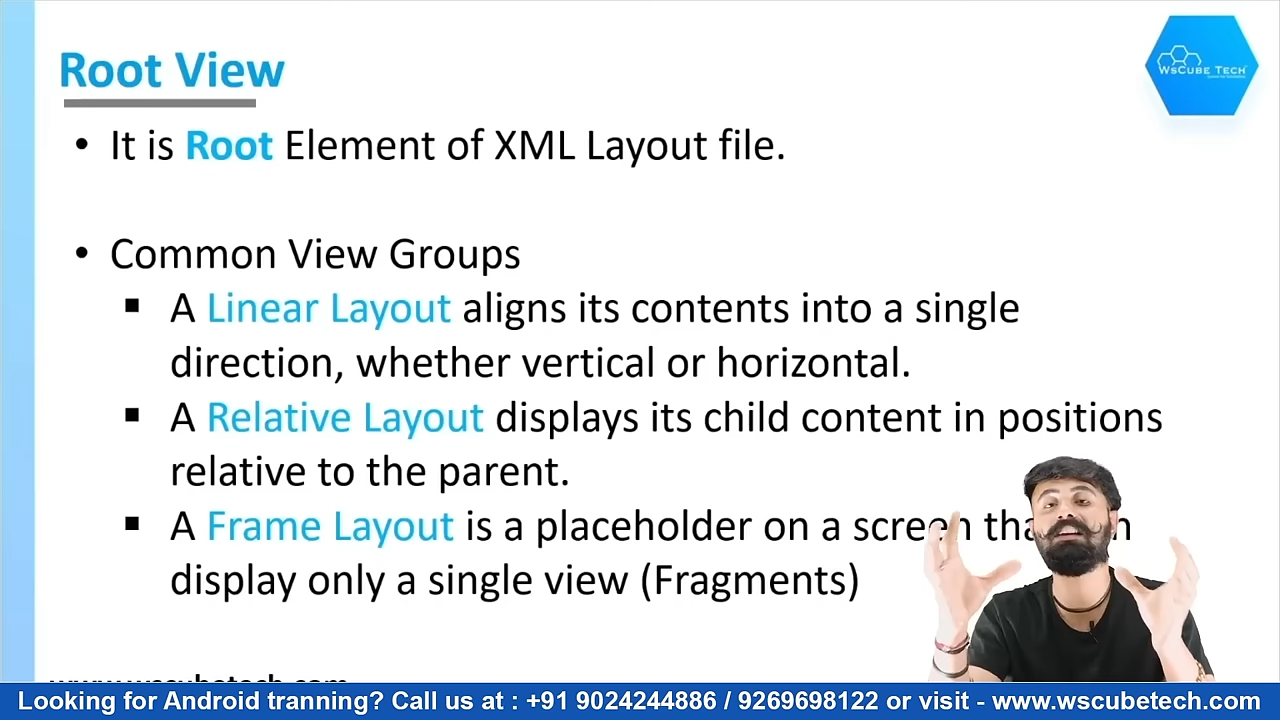 Root View
WsCube Tech
• It is Root Element of XML Layout file.
• Common View Groups
▪ A Linear Layout aligns its contents into a single
direction, whether vertical or horizontal.
▪ A Relative Layout displays its child content in positions
relative to the parent.
▪ A Frame Layout is a placeholder on a screen
display only a single view (Fragments)
www.wscubetech.com
Looking for Android tranning? Call us at : +91 9024244886 / 9269698122 or visit - www.wscubetech.com